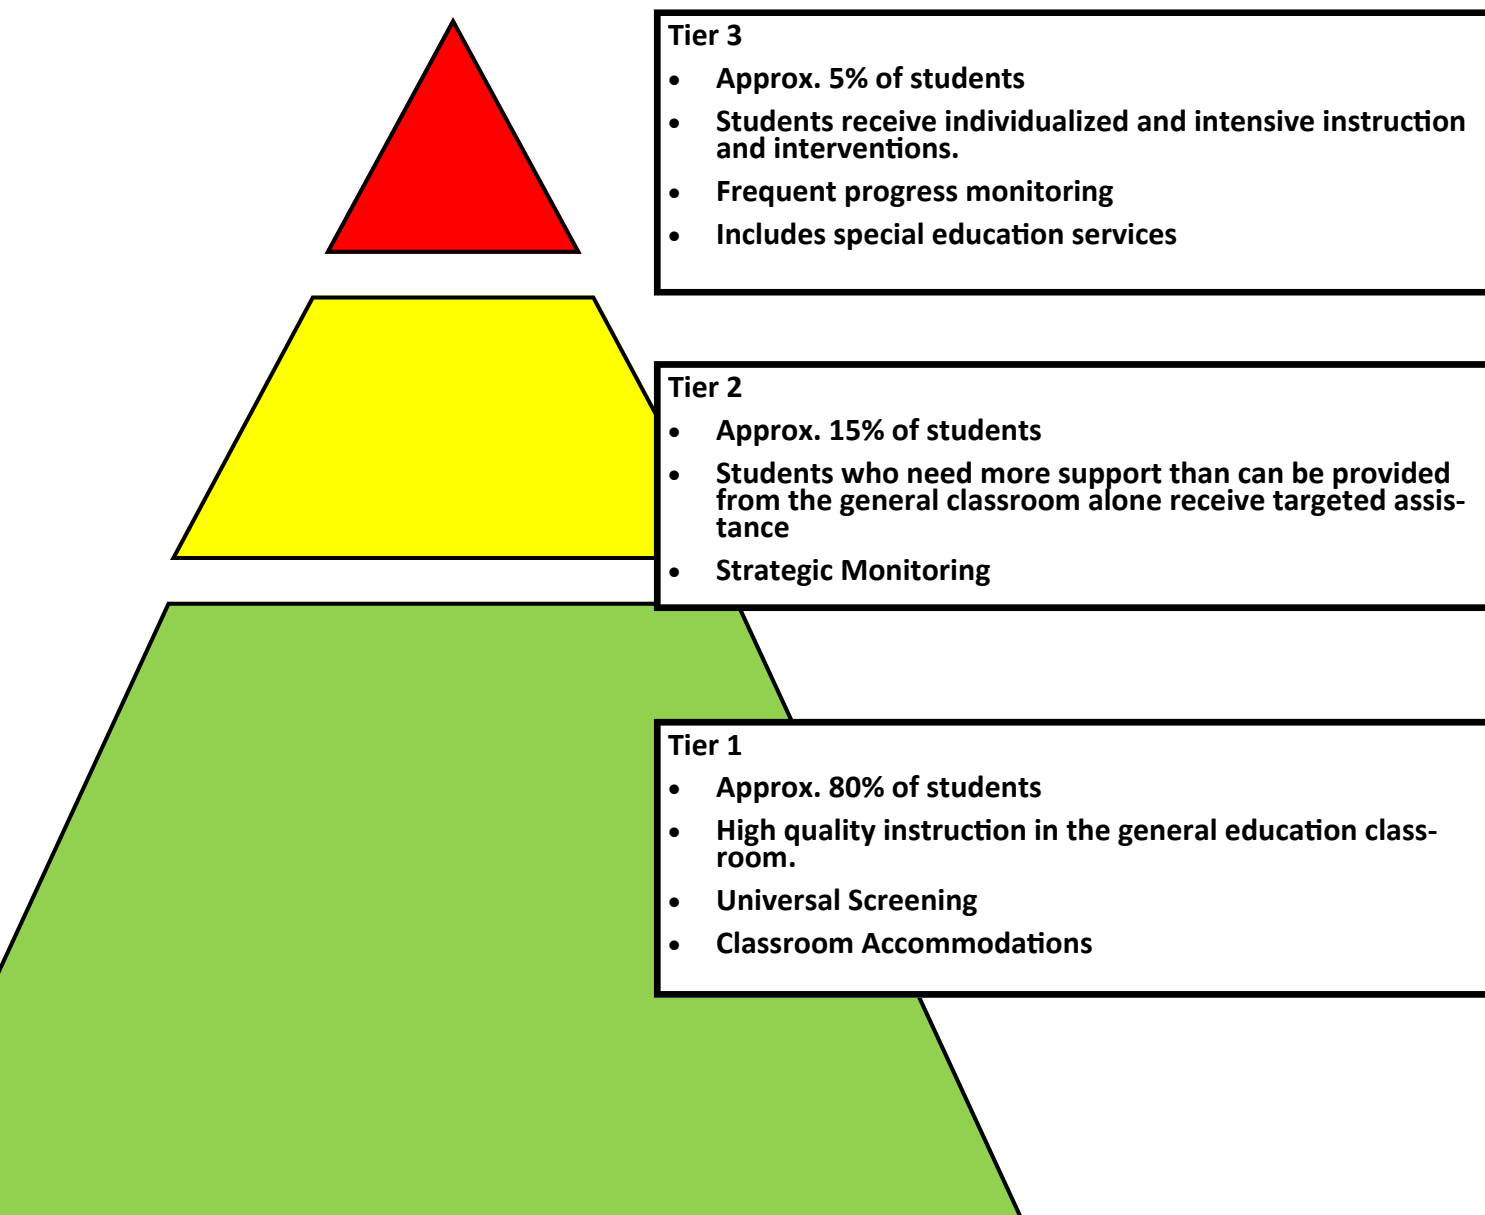 Tier 3
• Approx. 5% of students
• Students receive individualized and intensive instruction
and interventions.
• Frequent progress monitoring
• Includes special education services
Tier 2
• Approx. 15% of students
• Students who need more support than can be provided
from the general classroom alone receive targeted assis-
tance
• Strategic Monitoring
Tier 1
• Approx. 80% of students
• High quality instruction in the general education class-
room.
• Universal Screening
• Classroom Accommodations